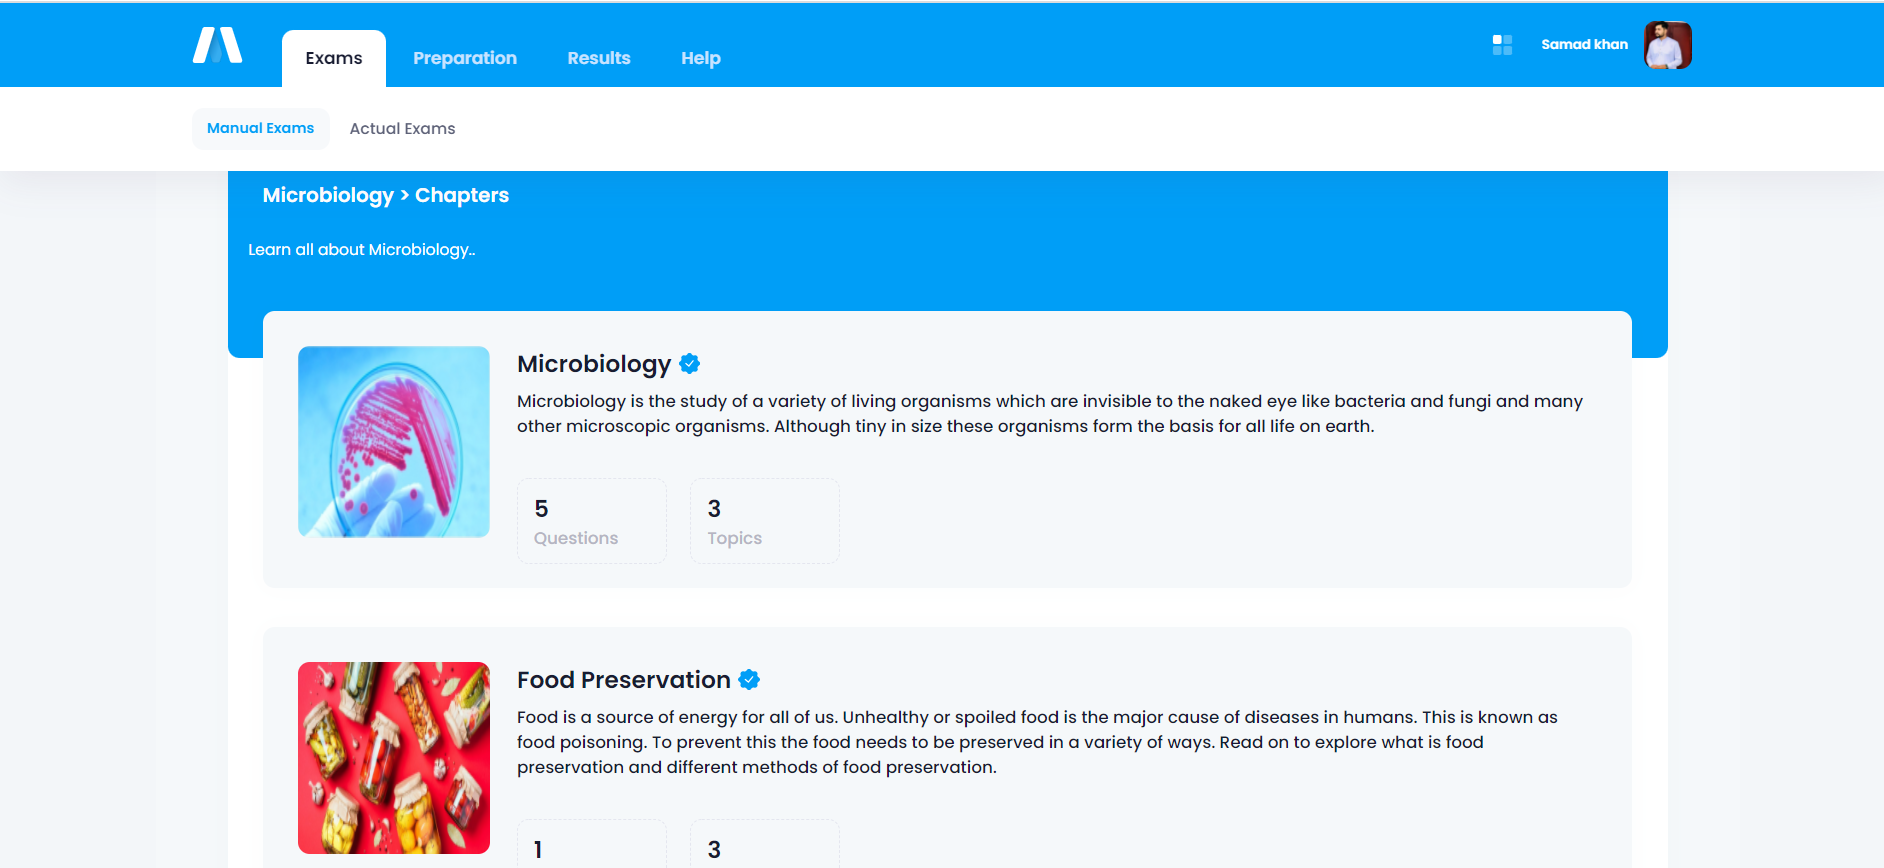 Exams
Preparation
Results
Help
Samad khan
Manual Exams
Actual Exams
Microbiology > Chapters
Learn all about Microbiology..
Microbiology
Microbiology is the study of a variety of living organisms which are invisible to the naked eye like bacteria and fungi and many
other microscopic organisms. Although tiny in size these organisms form the basis for all life on earth.
5
Questions
3
Topics
Food Preservation
Food is a source of energy for all of us. Unhealthy or spoiled food is the major cause of diseases in humans. This is known as
food poisoning. To prevent this the food needs to be preserved in a variety of ways. Read on to explore what is food
preservation and different methods of food preservation.
1
3